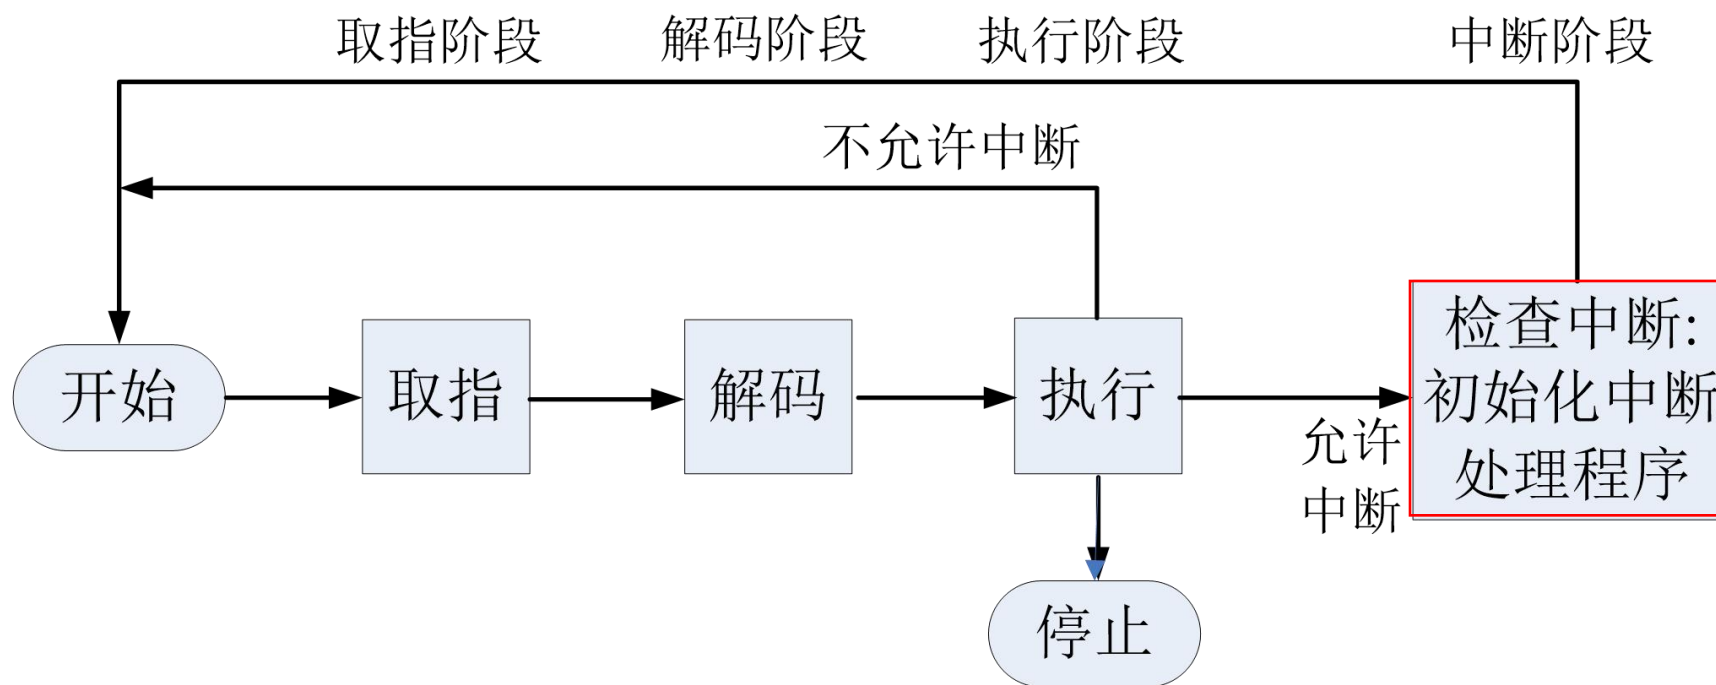 取指阶段
解码阶段
执行阶段
中断阶段
不允许中断
开始
取指
解码
执行
允许
中断
检查中断:
初始化中断
处理程序
停止